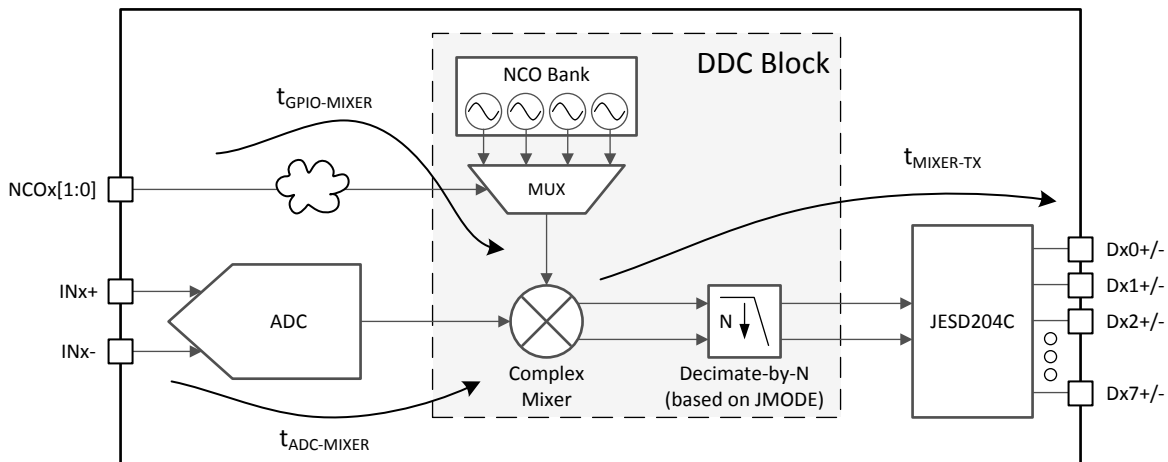 DDC Block
NCO Bank
tGPIO-MIXER
tMIXER-TX
NCOx[1:0]
MUX
Dx0+/-
INx+
Dx1+/-
ADC
N
JESD204C
Dx2+/-
INx-
Complex
Mixer
Decimate-by-N
(based on JMODE)
Dx7+/-
tADC-MIXER